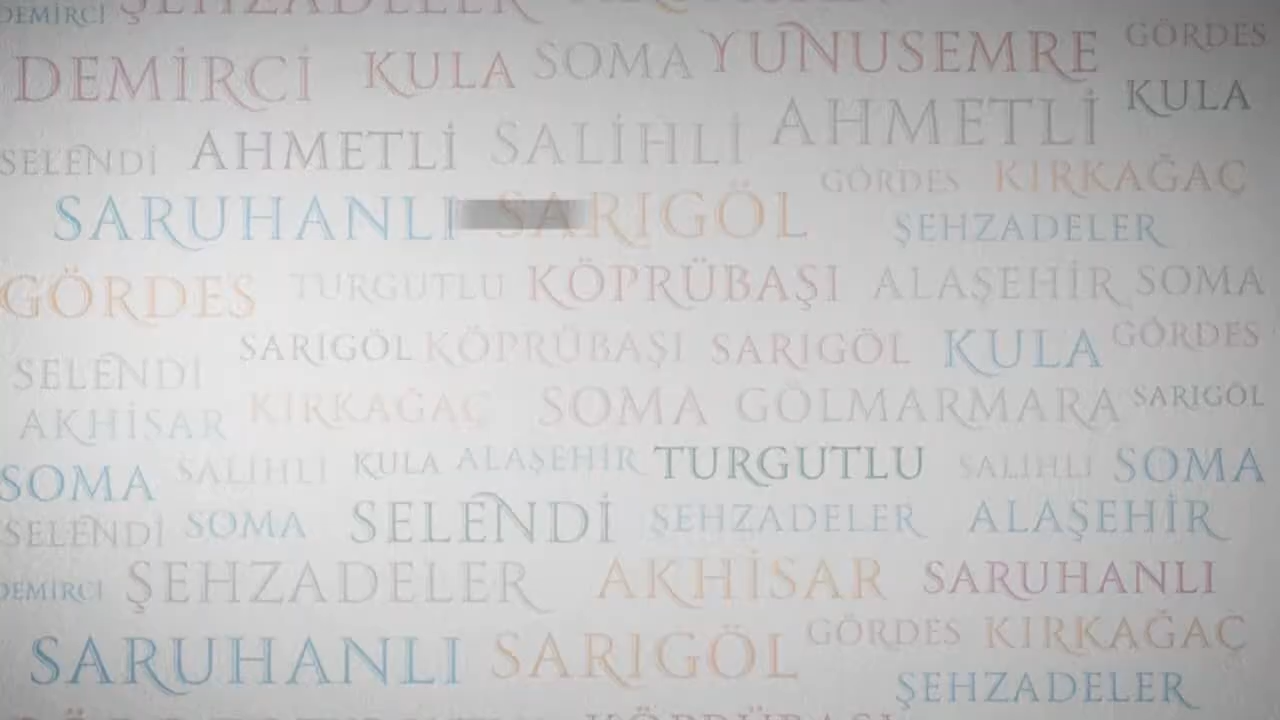 DEMİRCİ ŞEHZADELER
DEMİRCİ KULA SOMA YUNUSEMRE GÖRDES
KULA
SELENDİ AHMETLİ SALİHLİ AHMETLİ
GÖRDES KIRKAĞAÇ
SARUHANLI SARIGÖL ŞEHZADELER
GÖRDES TURGUTLU KÖPRÜBAŞI ALAŞEHİR SOMA
SELENDİ SARIGÖL KÖPRÜBAŞI SARIGÖL KULA GÖRDES
AKHİSAR KIRKAĞAÇ SOMA GÖLMARMARA SARIGÖL
SOMA SALİHLİ KULA ALAŞEHİR TURGUTLU SALİHLİ SOMA
SELENDİ SOMA SELENDİ ŞEHZADELER ALAŞEHİR
DEMİRCİ ŞEHZADELER AKHİSAR SARUHANLI
SARUHANLI SARIGÖL GÖRDES KIRKAĞAÇ
ŞEHZADELER